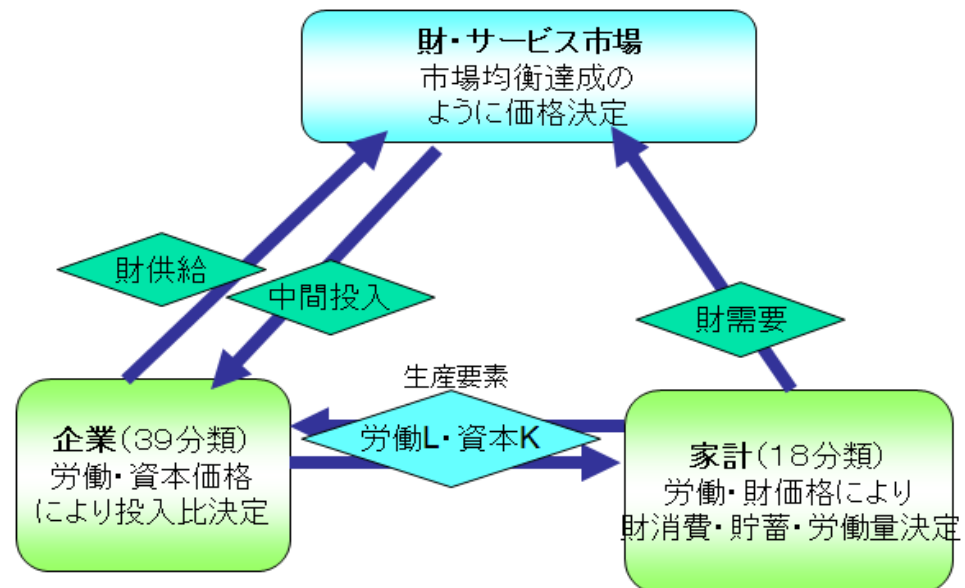 財・サービス市場
市場均衡達成の
ように価格決定
財供給
中間投入
財需要
生産要素
労働L・資本K
企業(39分類)
労働・資本価格
により投入比決定
家計(18分類)
労働・財価格により
財消費・貯蓄・労働量決定